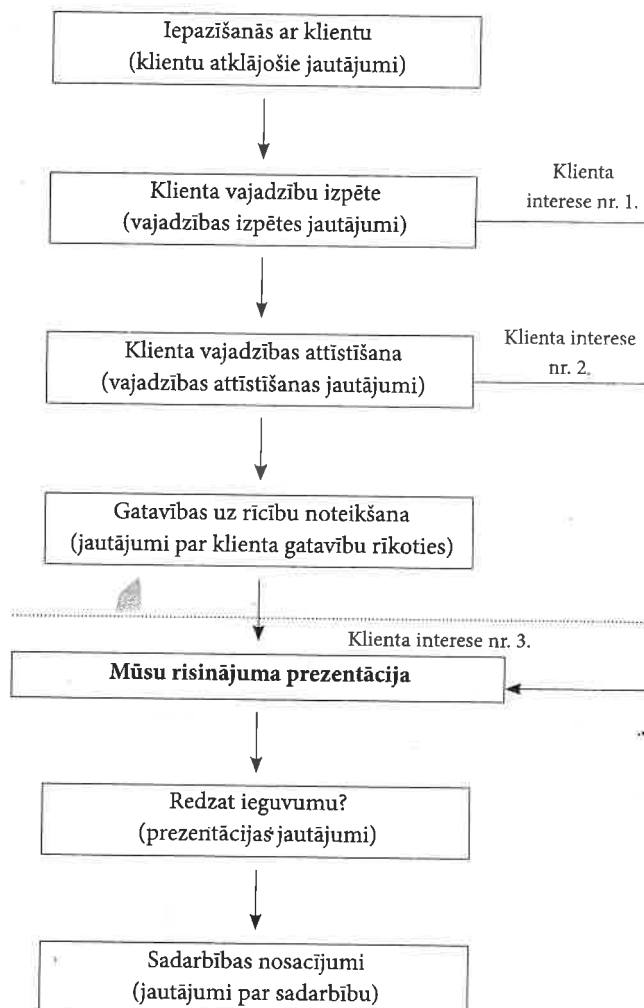 Iepazīšanās ar klientu
(klientu atklājošie jautājumi)
Klienta vajadzību izpēte
(vajadzības izpētes jautājumi)
Klienta
interese nr. 1.
Klienta vajadzības attīstīšana
(vajadzības attīstīšanas jautājumi)
Klienta interese
nr. 2.
Gatavības uz rīcību noteikšana
(jautājumi par klienta gatavību rīkoties)
Klienta interese nr. 3.
Mūsu risinājuma prezentācija
Redzat ieguvumu?
(prezentācijas jautājumi)
Sadarbības nosacījumi
(jautājumi par sadarbību)